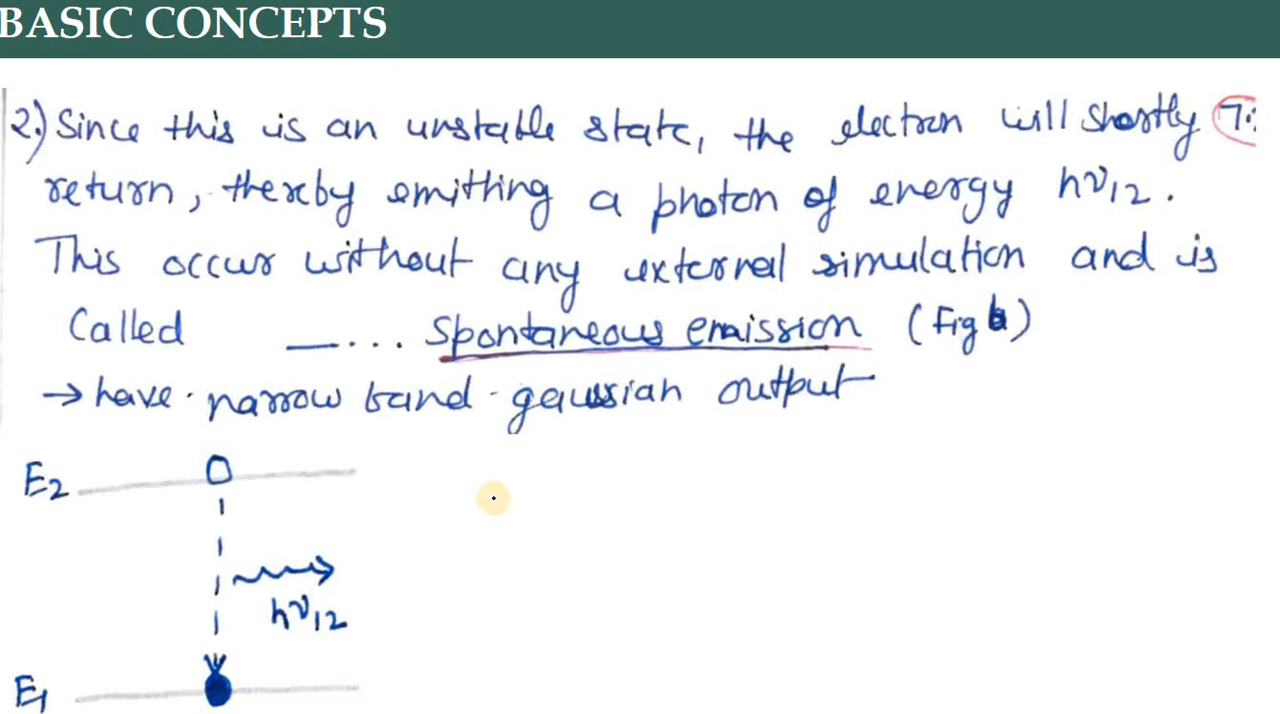 BASIC CONCEPTS
2.) Since this is an unstable state, the electron will shortly
return, thereby emitting a photon of energy hν12.
This occur without any external simulation and is
Called —... Spontaneous emission (Fig b)
→ have narrow band gaussian output
E2
hν12
E1